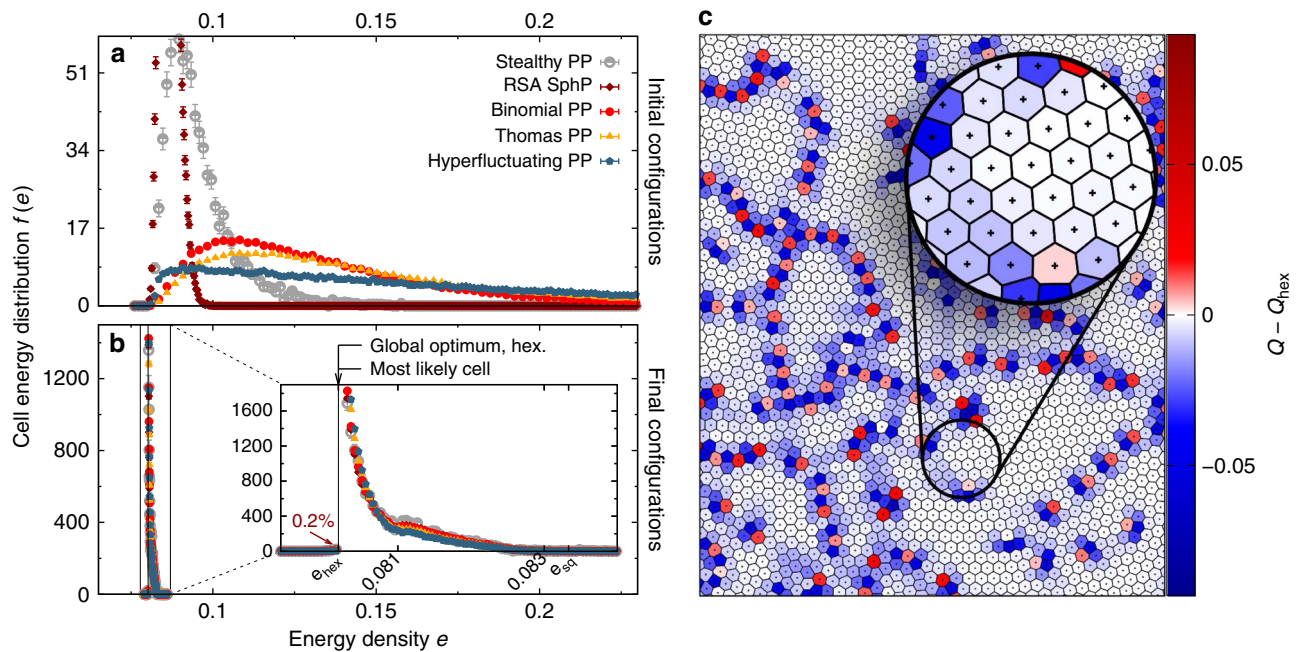 0.1 0.15 0.2
a
51
34
17
0
Stealthy PP
RSA SphP
Binomial PP
Thomas PP
Hyperfluctuating PP
Initial configurations
Cell energy distribution f (e)
b
1200
800
400
0
Global optimum, hex.
Most likely cell
1600
1200
800
400
0
0.2%
e_hex
0.081
0.083
e_sq
Final configurations
0.1 0.15 0.2
Energy density e
c
0.05
0
−0.05
Q − Q_hex